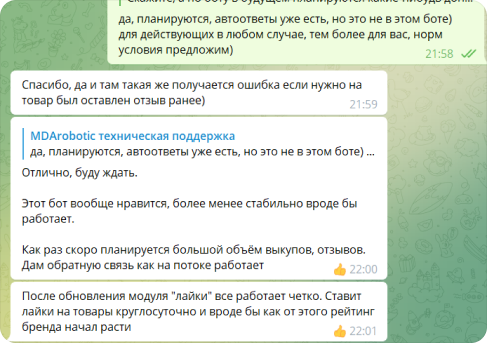 да, планируются, автоответы уже есть, но это не в этом боте)
для действующих в любом случае, тем более для вас, норм
условия предложим)
21:58
Спасибо, да и там такая же получается ошибка если нужно на
товар был оставлен отзыв ранее)
21:59
MDArobotic техническая поддержка
да, планируются, автоответы уже есть, но это не в этом боте) ...
Отлично, буду ждать.
Этот бот вообще нравится, более менее стабильно вроде бы
работает.
Как раз скоро планируется большой объём выкупов, отзывов.
Дам обратную связь как на потоке работает
22:00
После обновления модуля "лайки" все работает четко. Ставит
лайки на товары круглосуточно и вроде бы как от этого рейтинг
бренда начал расти
22:01